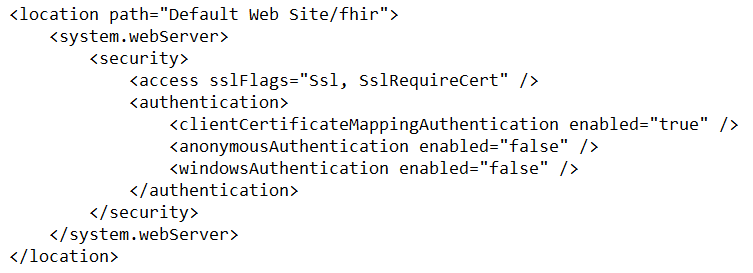 <location path="Default Web Site/fhir">
    <system.webServer>
        <security>
            <access sslFlags="Ssl, SslRequireCert" />
            <authentication>
                <clientCertificateMappingAuthentication enabled="true" />
                <anonymousAuthentication enabled="false" />
                <windowsAuthentication enabled="false" />
            </authentication>
        </security>
    </system.webServer>
</location>